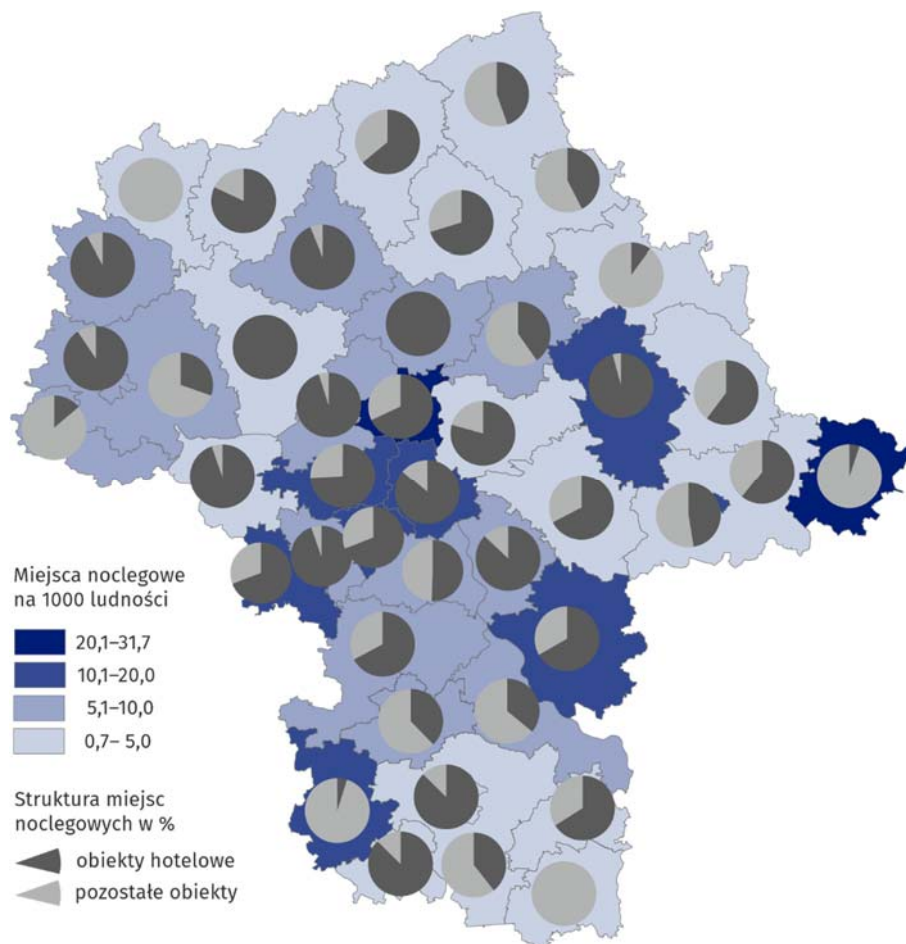 Miejsca noclegowe
na 1000 ludności
20,1–31,7
10,1–20,0
5,1–10,0
0,7– 5,0
Struktura miejsc
noclegowych w %
obiekty hotelowe
pozostałe obiekty